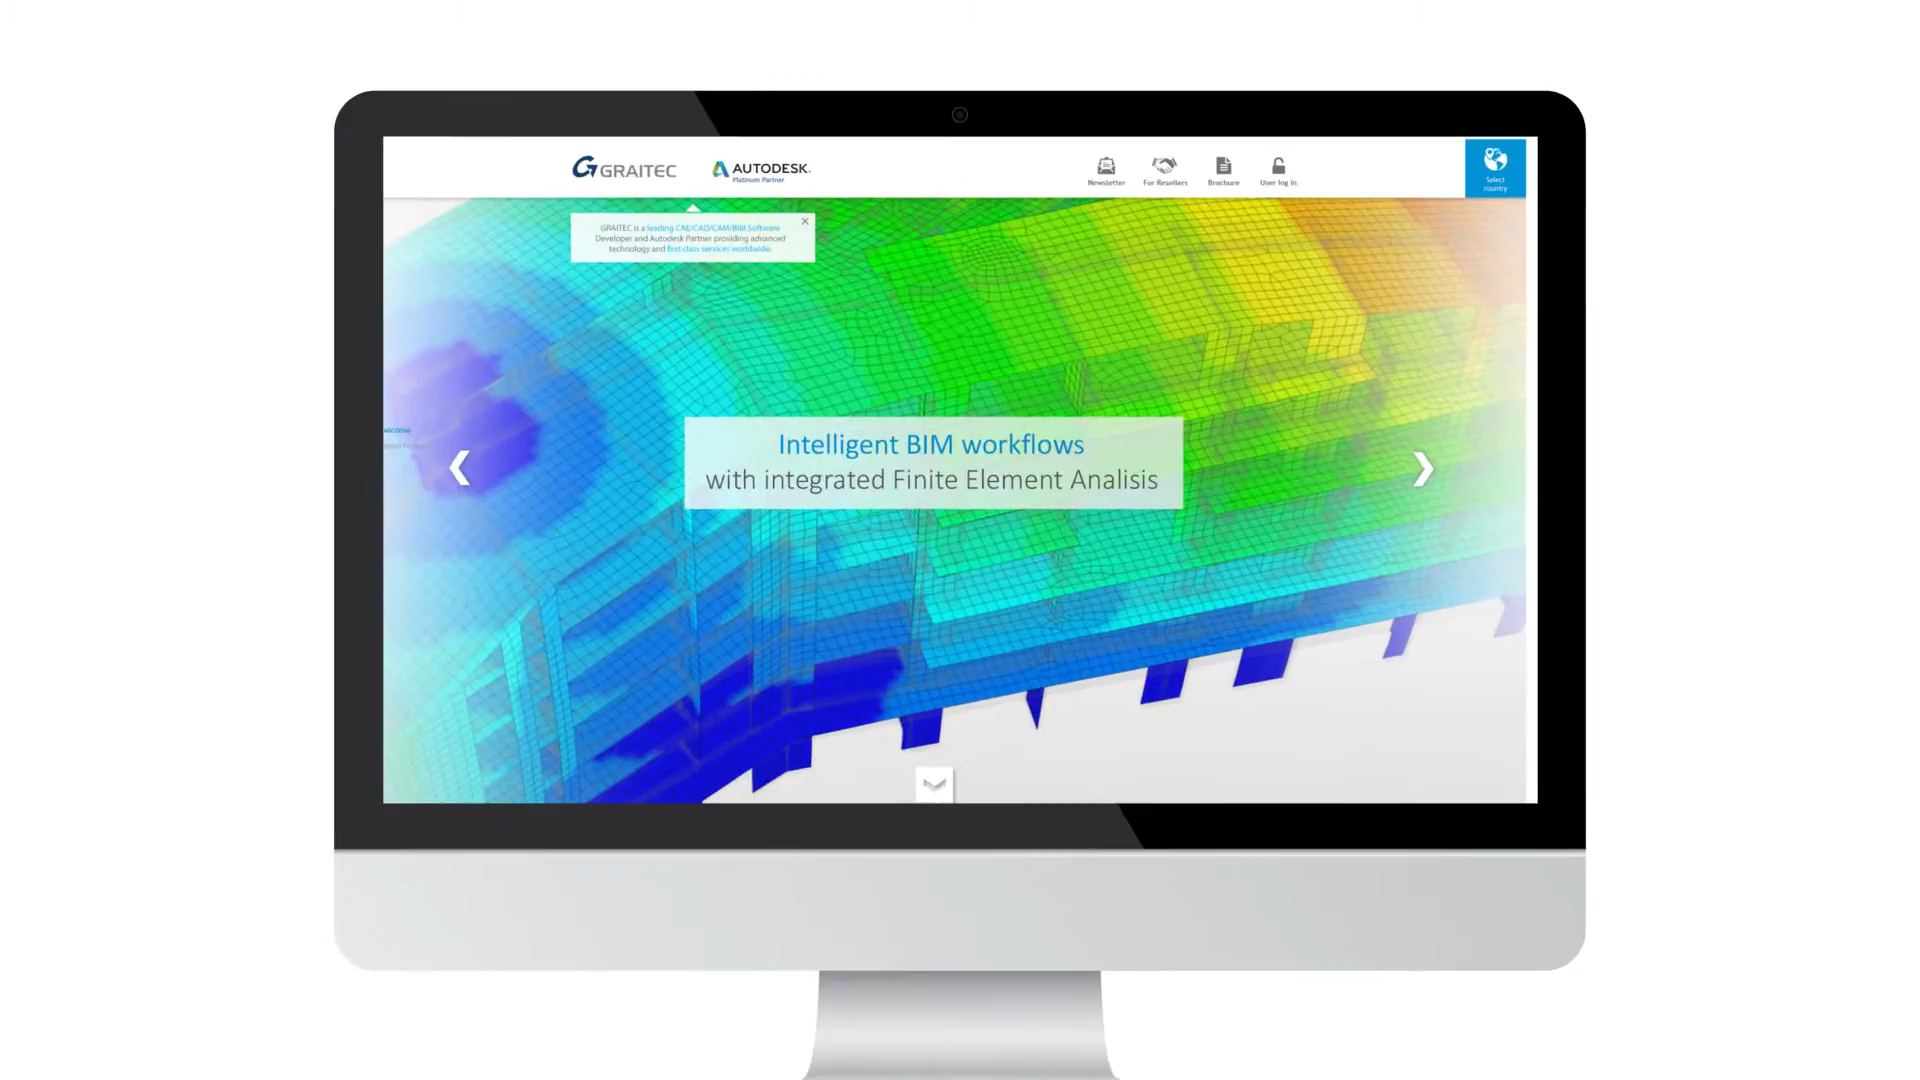 GRAITEC
AUTODESK.
Platinum Partner
Newsletter
For Resellers
Brochure
User log in
Select
country
GRAITEC is a leading CAE/CAD/CAM/BIM Software
Developer and Autodesk Partner providing advanced
technology and first class services worldwide.
elcome
Intelligent BIM workflows
with integrated Finite Element Analisis